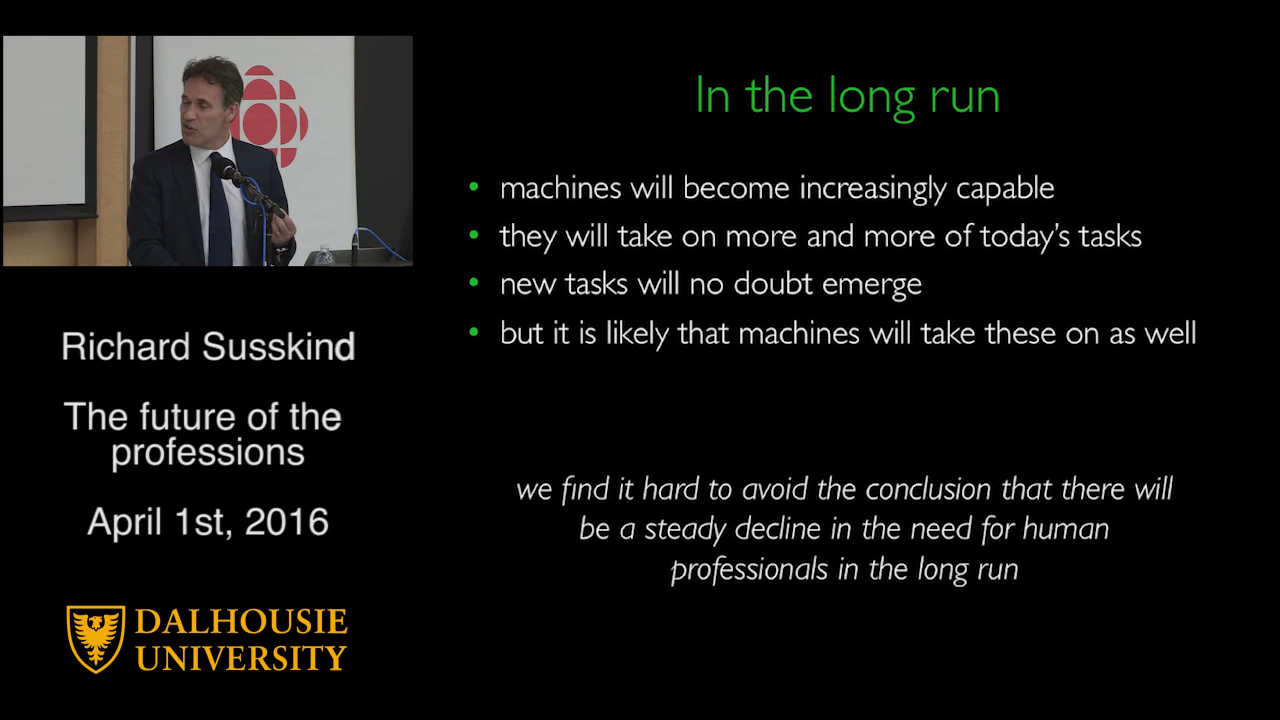 In the long run
• machines will become increasingly capable
• they will take on more and more of today's tasks
• new tasks will no doubt emerge
• but it is likely that machines will take these on as well
we find it hard to avoid the conclusion that there will
be a steady decline in the need for human
professionals in the long run
Richard Susskind
The future of the
professions
April 1st, 2016
DALHOUSIE
UNIVERSITY